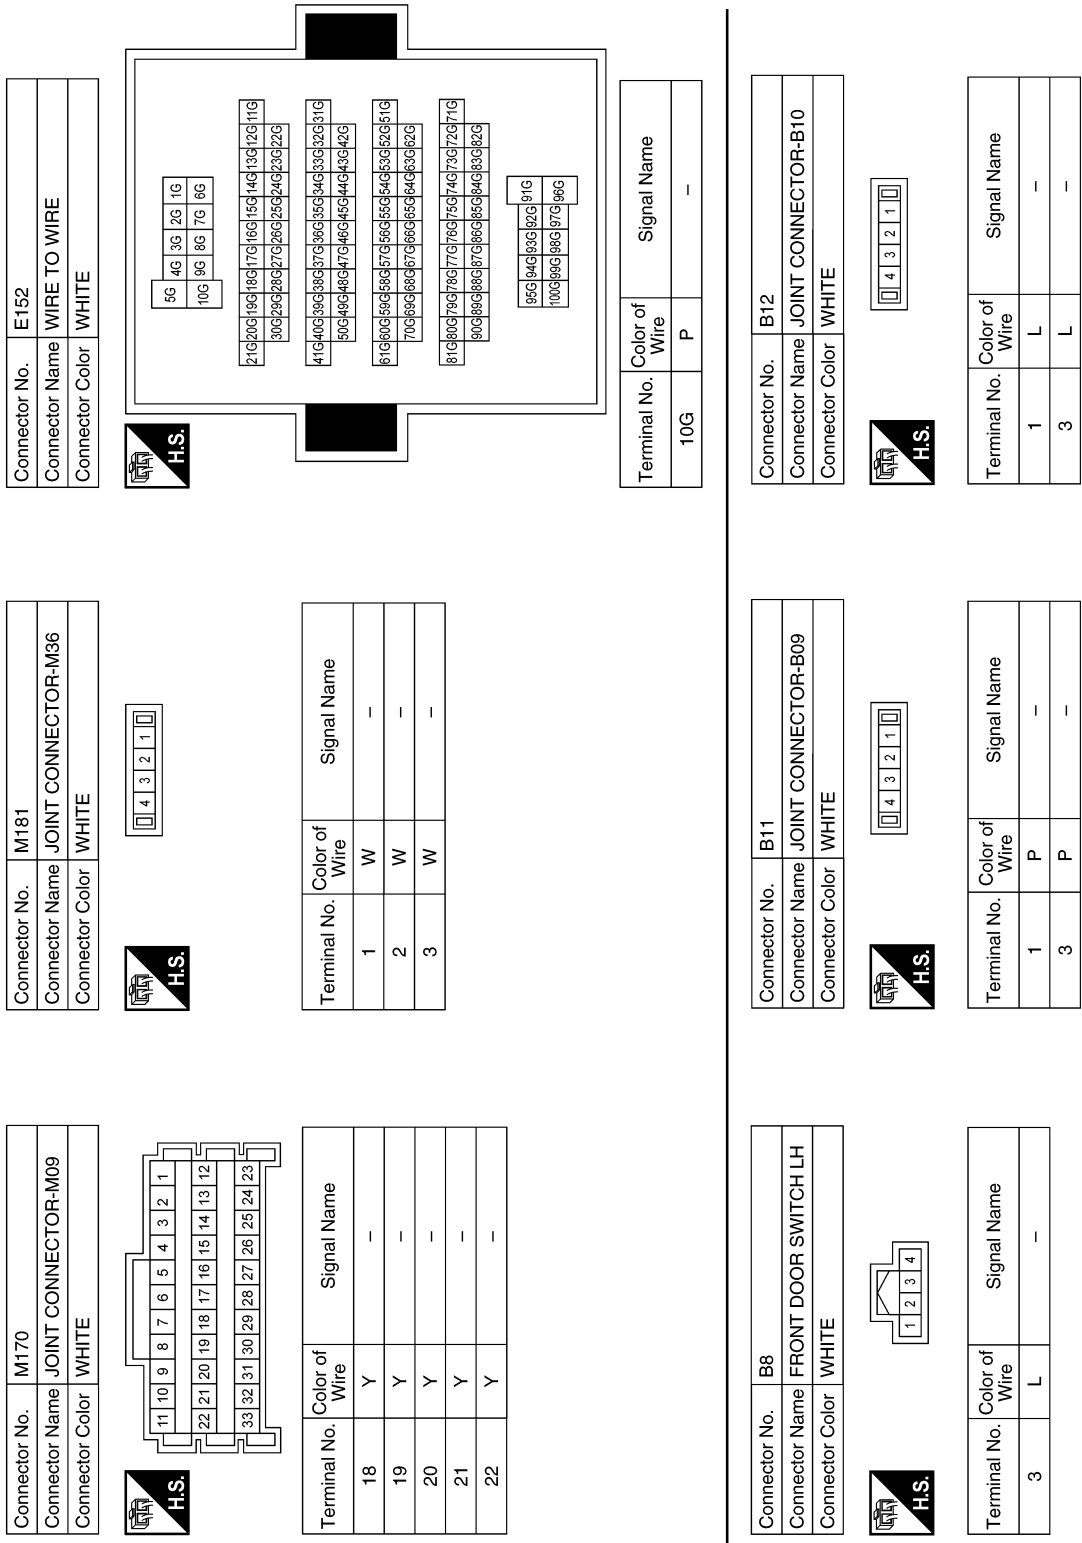 Connector No. M170
Connector Name JOINT CONNECTOR-M09
Connector Color WHITE
H.S.
11 10 9 8 7 6 5 4 3 2 1
22 21 20 19 18 17 16 15 14 13 12
33 32 31 30 29 28 27 26 25 24 23
Terminal No. Color of Wire Signal Name
18 Y –
19 Y –
20 Y –
21 Y –
22 Y –
Connector No. M181
Connector Name JOINT CONNECTOR-M36
Connector Color WHITE
H.S.
4 3 2 1
Terminal No. Color of Wire Signal Name
1 W –
2 W –
3 W –
Connector No. E152
Connector Name WIRE TO WIRE
Connector Color WHITE
H.S.
5G 4G 3G 2G 1G
10G 9G 8G 7G 6G
21G 20G 19G 18G 17G 16G 15G 14G 13G 12G 11G
30G 29G 28G 27G 26G 25G 24G 23G 22G
41G 40G 39G 38G 37G 36G 35G 34G 33G 32G 31G
50G 49G 48G 47G 46G 45G 44G 43G 42G
61G 60G 59G 58G 57G 56G 55G 54G 53G 52G 51G
70G 69G 68G 67G 66G 65G 64G 63G 62G
81G 80G 79G 78G 77G 76G 75G 74G 73G 72G 71G
90G 89G 88G 87G 86G 85G 84G 83G 82G
95G 94G 93G 92G 91G
100G 99G 98G 97G 96G
Terminal No. Color of Wire Signal Name
10G P –
Connector No. B8
Connector Name FRONT DOOR SWITCH LH
Connector Color WHITE
H.S.
1 2 3 4
Terminal No. Color of Wire Signal Name
3 L –
Connector No. B11
Connector Name JOINT CONNECTOR-B09
Connector Color WHITE
H.S.
4 3 2 1
Terminal No. Color of Wire Signal Name
1 P –
3 P –
Connector No. B12
Connector Name JOINT CONNECTOR-B10
Connector Color WHITE
H.S.
4 3 2 1
Terminal No. Color of Wire Signal Name
1 L –
3 L –